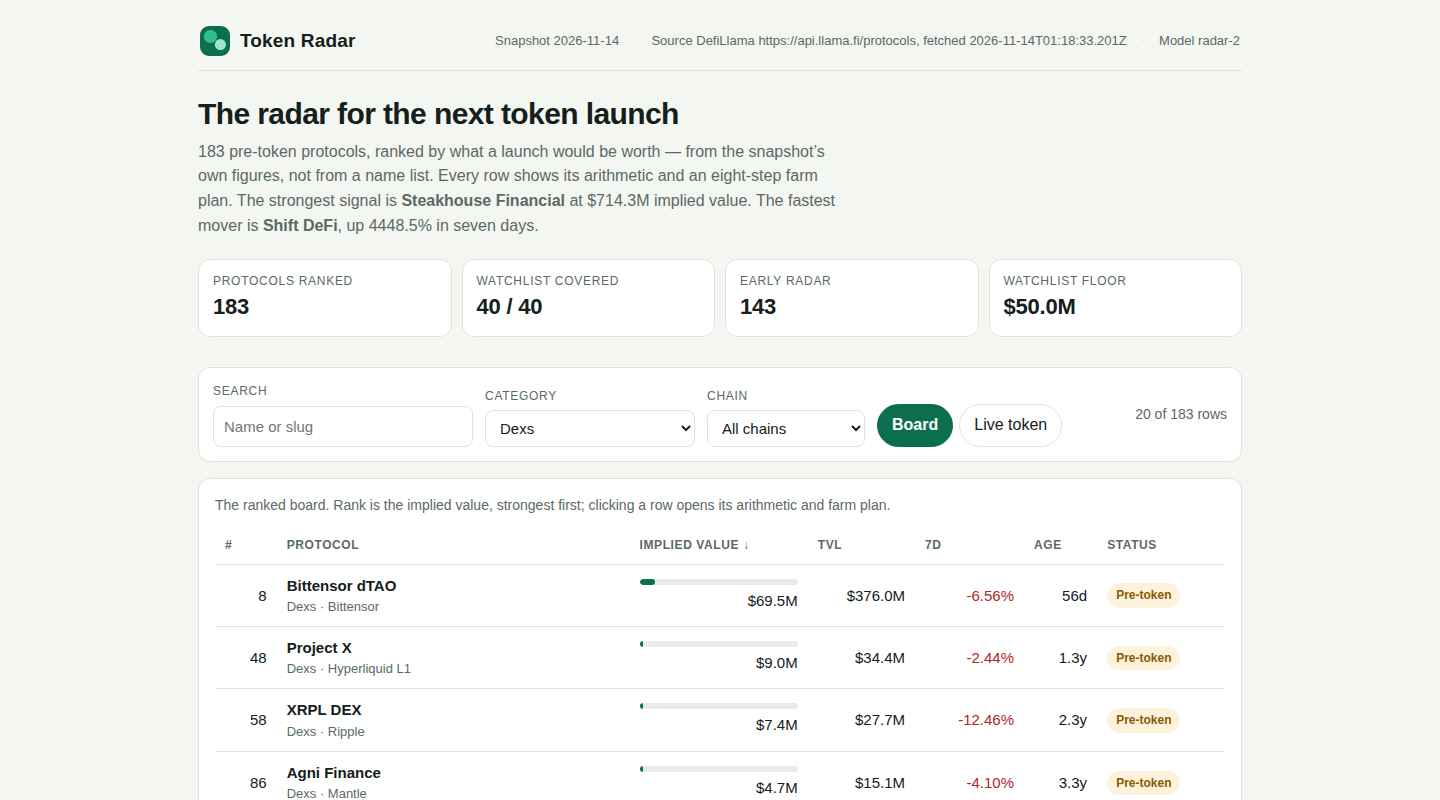 Token Radar
Snapshot 2026-11-14 · Source DefiLlama https://api.llama.fi/protocols, fetched 2026-11-14T01:18:33.201Z · Model radar-2
The radar for the next token launch
183 pre-token protocols, ranked by what a launch would be worth — from the snapshot’s
own figures, not from a name list. Every row shows its arithmetic and an eight-step farm
plan. The strongest signal is Steakhouse Financial at $714.3M implied value. The fastest
mover is Shift DeFi, up 4448.5% in seven days.
PROTOCOLS RANKED
183
WATCHLIST COVERED
40 / 40
EARLY RADAR
143
WATCHLIST FLOOR
$50.0M
SEARCH
Name or slug
CATEGORY
Dexs
CHAIN
All chains
Board
Live token
20 of 183 rows
The ranked board. Rank is the implied value, strongest first; clicking a row opens its arithmetic and farm plan.
# PROTOCOL IMPLIED VALUE ↓ TVL 7D AGE STATUS
8 Bittensor dTAO $69.5M $376.0M -6.56% 56d Pre-token
Dexs · Bittensor
48 Project X $9.0M $34.4M -2.44% 1.3y Pre-token
Dexs · Hyperliquid L1
58 XRPL DEX $7.4M $27.7M -12.46% 2.3y Pre-token
Dexs · Ripple
86 Agni Finance $4.7M $15.1M -4.10% 3.3y Pre-token
Dexs · Mantle